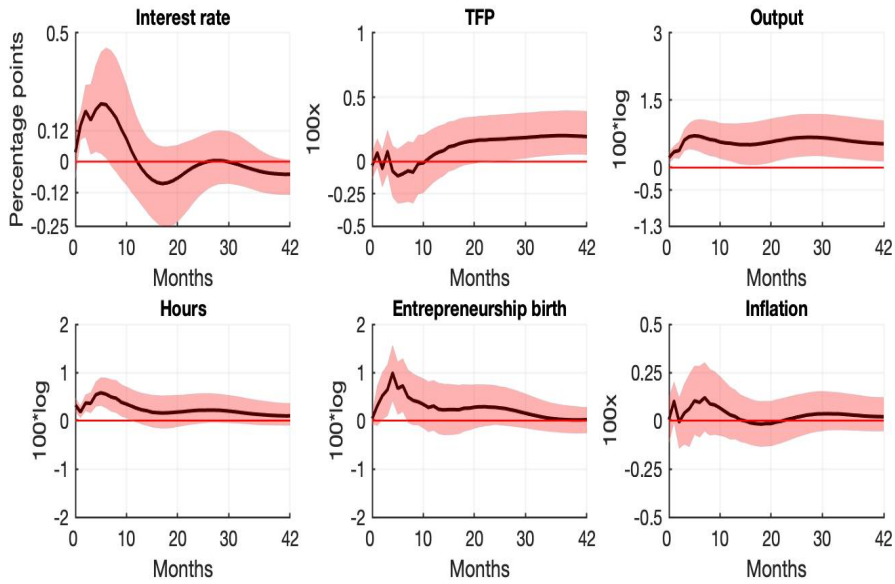 Interest rate
Percentage points
0.5
0.12
0
-0.12
-0.25
0 10 20 30 42
Months
TFP
100x
1
0.5
0
-0.25
-0.5
0 10 20 30 42
Months
Output
100*log
3
1.5
0
-0.5
-1.3
0 10 20 30 42
Months
Hours
100*log
2
1
0
-1
-2
0 10 20 30 42
Months
Entrepreneurship birth
100*log
2
1
0
-1
-2
0 10 20 30 42
Months
Inflation
100x
0.5
0.25
0
-0.25
-0.5
0 10 20 30 42
Months